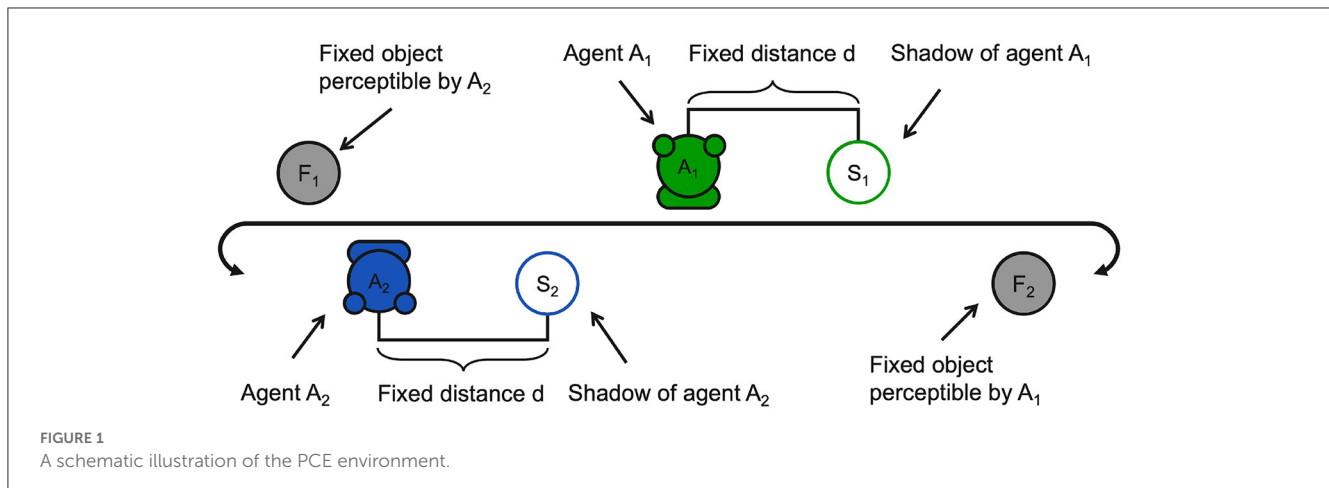 Fixed object
perceptible by A₂
Agent A₁
Fixed distance d
Shadow of agent A₁
F₁
A₁
S₁
A₂
S₂
F₂
Agent A₂
Fixed distance d
Shadow of agent A₂
Fixed object
perceptible by A₁
FIGURE 1
A schematic illustration of the PCE environment.